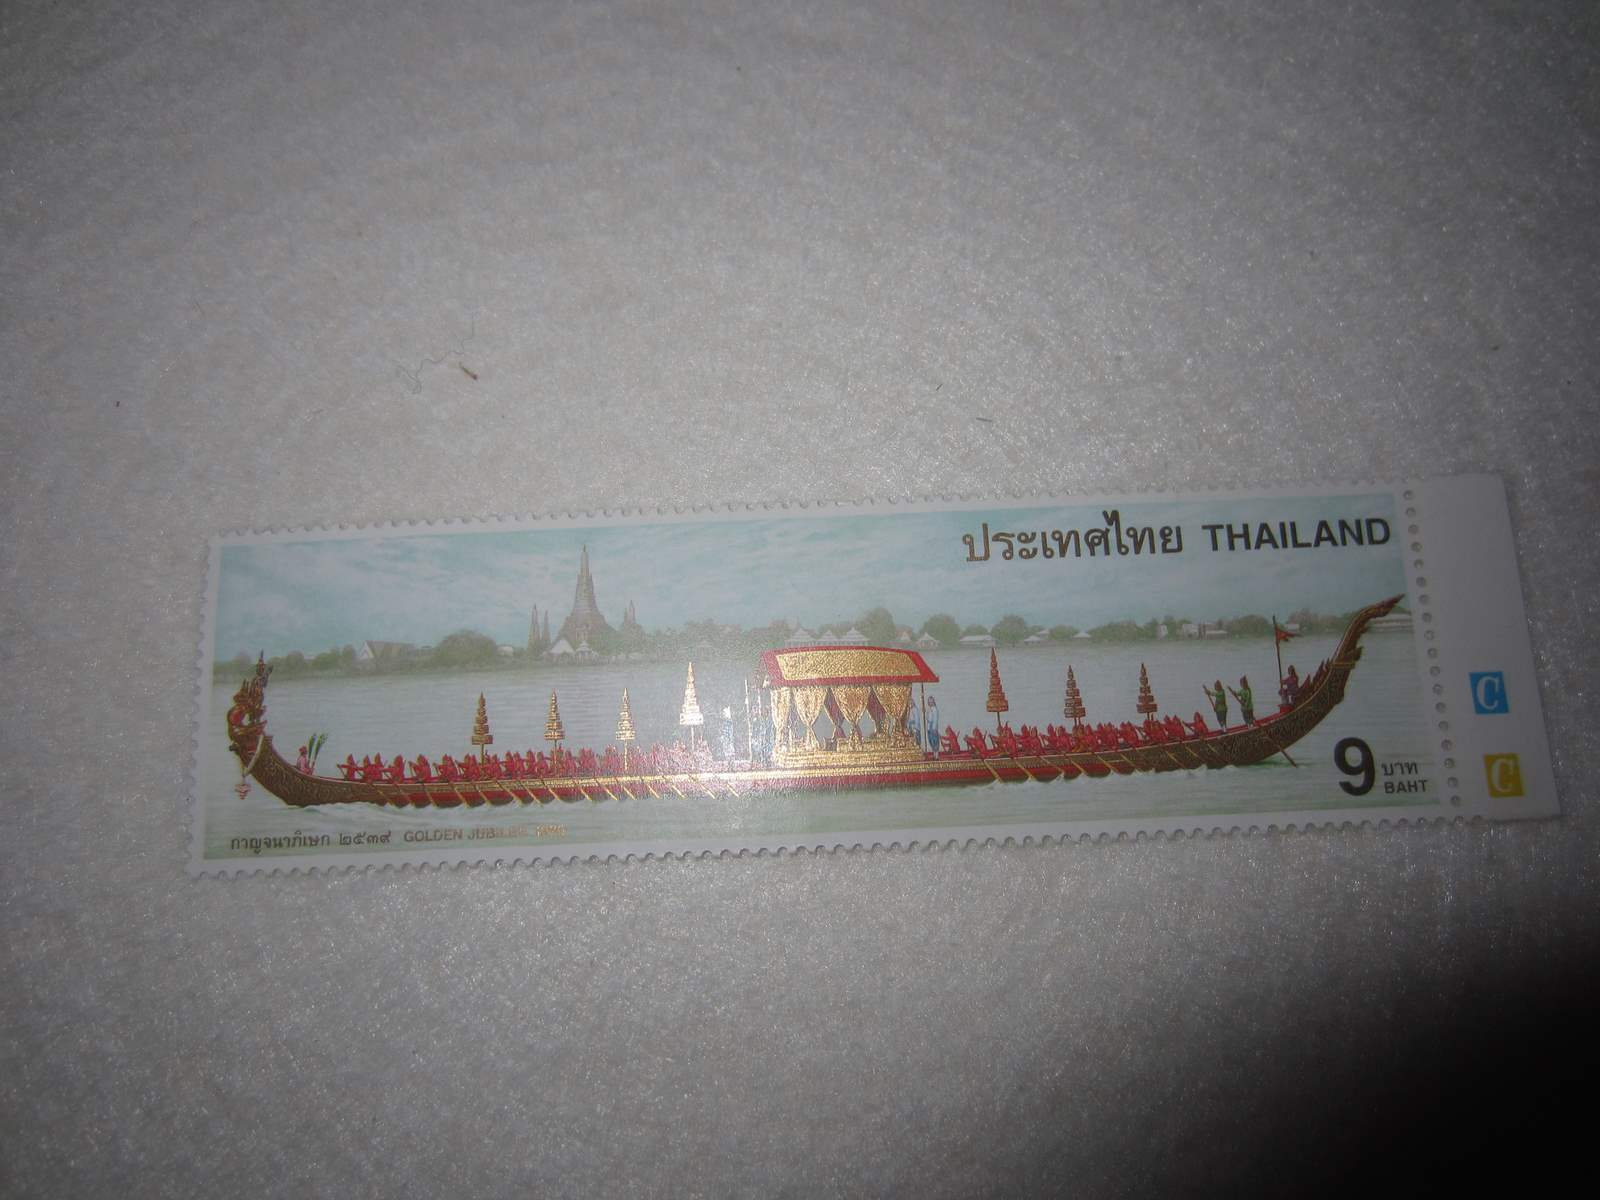 ประเทศไทย THAILAND
9 บาท
BAHT
กาญจนาภิเษก ๒๕๓๙ GOLDEN JUBILEE 1996
C
C